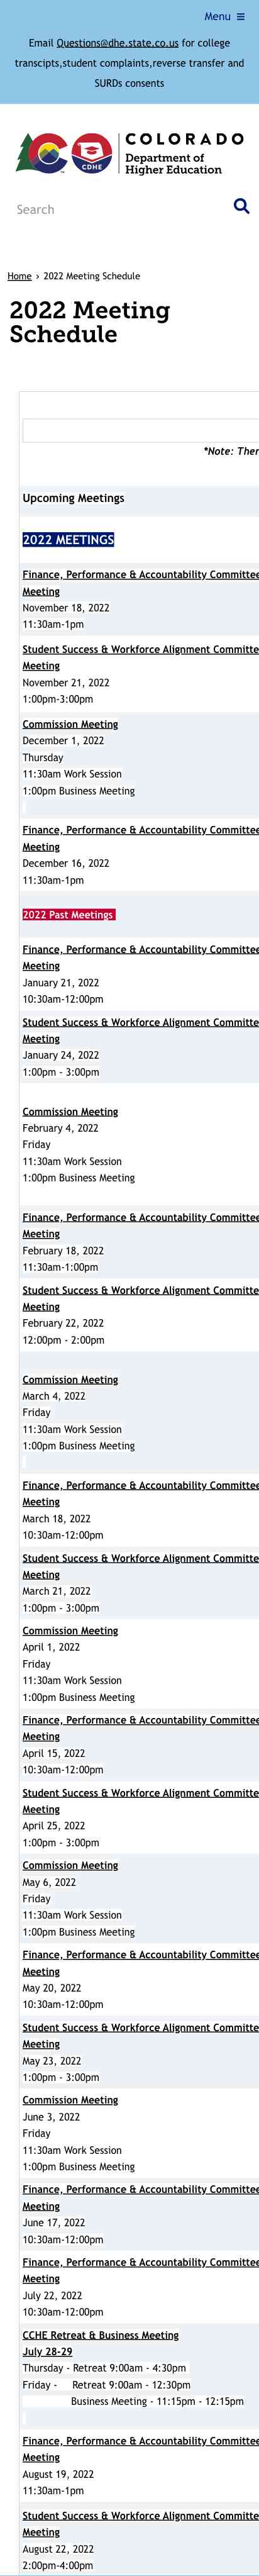 Menu ≡
Email Questions@dhe.state.co.us for college
transcipts,student complaints,reverse transfer and
SURDs consents
CDHE
COLORADO
Department of
Higher Education
Search
Home › 2022 Meeting Schedule
2022 Meeting
Schedule
*Note: Ther
Upcoming Meetings
2022 MEETINGS
Finance, Performance & Accountability Committee
Meeting
November 18, 2022
11:30am-1pm
Student Success & Workforce Alignment Committe
Meeting
November 21, 2022
1:00pm-3:00pm
Commission Meeting
December 1, 2022
Thursday
11:30am Work Session
1:00pm Business Meeting
Finance, Performance & Accountability Committee
Meeting
December 16, 2022
11:30am-1pm
2022 Past Meetings
Finance, Performance & Accountability Committee
Meeting
January 21, 2022
10:30am-12:00pm
Student Success & Workforce Alignment Committe
Meeting
January 24, 2022
1:00pm - 3:00pm
Commission Meeting
February 4, 2022
Friday
11:30am Work Session
1:00pm Business Meeting
Finance, Performance & Accountability Committee
Meeting
February 18, 2022
11:30am-1:00pm
Student Success & Workforce Alignment Committe
Meeting
February 22, 2022
12:00pm - 2:00pm
Commission Meeting
March 4, 2022
Friday
11:30am Work Session
1:00pm Business Meeting
Finance, Performance & Accountability Committee
Meeting
March 18, 2022
10:30am-12:00pm
Student Success & Workforce Alignment Committe
Meeting
March 21, 2022
1:00pm - 3:00pm
Commission Meeting
April 1, 2022
Friday
11:30am Work Session
1:00pm Business Meeting
Finance, Performance & Accountability Committee
Meeting
April 15, 2022
10:30am-12:00pm
Student Success & Workforce Alignment Committe
Meeting
April 25, 2022
1:00pm - 3:00pm
Commission Meeting
May 6, 2022
Friday
11:30am Work Session
1:00pm Business Meeting
Finance, Performance & Accountability Committee
Meeting
May 20, 2022
10:30am-12:00pm
Student Success & Workforce Alignment Committe
Meeting
May 23, 2022
1:00pm - 3:00pm
Commission Meeting
June 3, 2022
Friday
11:30am Work Session
1:00pm Business Meeting
Finance, Performance & Accountability Committee
Meeting
June 17, 2022
10:30am-12:00pm
Finance, Performance & Accountability Committee
Meeting
July 22, 2022
10:30am-12:00pm
CCHE Retreat & Business Meeting
July 28-29
Thursday - Retreat 9:00am - 4:30pm
Friday - Retreat 9:00am - 12:30pm
Business Meeting - 11:15pm - 12:15pm
Finance, Performance & Accountability Committee
Meeting
August 19, 2022
11:30am-1pm
Student Success & Workforce Alignment Committe
Meeting
August 22, 2022
2:00pm-4:00pm